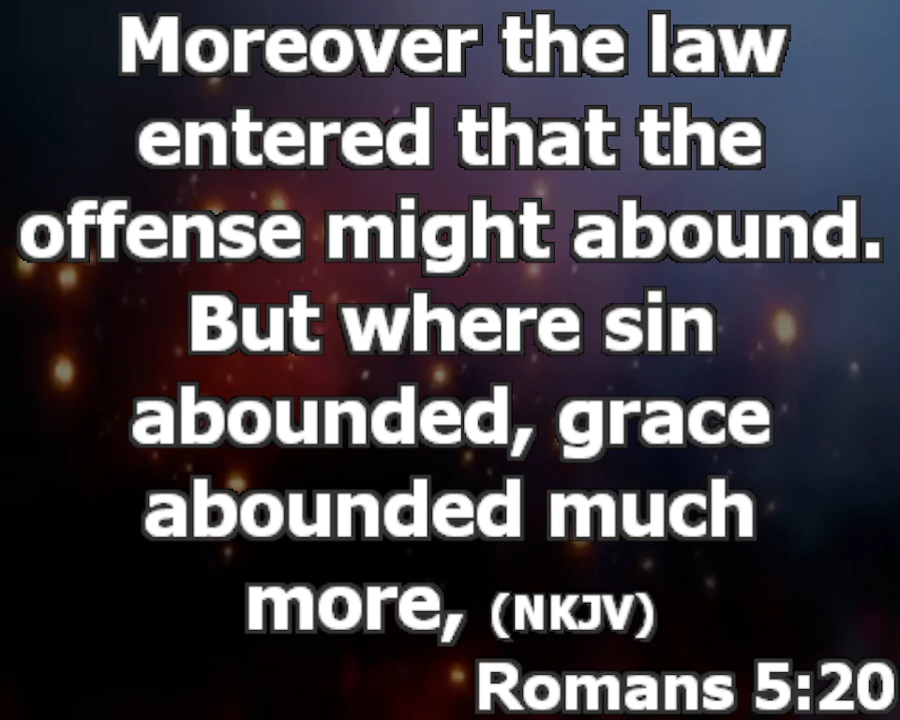 Moreover the law
entered that the
offense might abound.
But where sin
abounded, grace
abounded much
more, (NKJV)
Romans 5:20